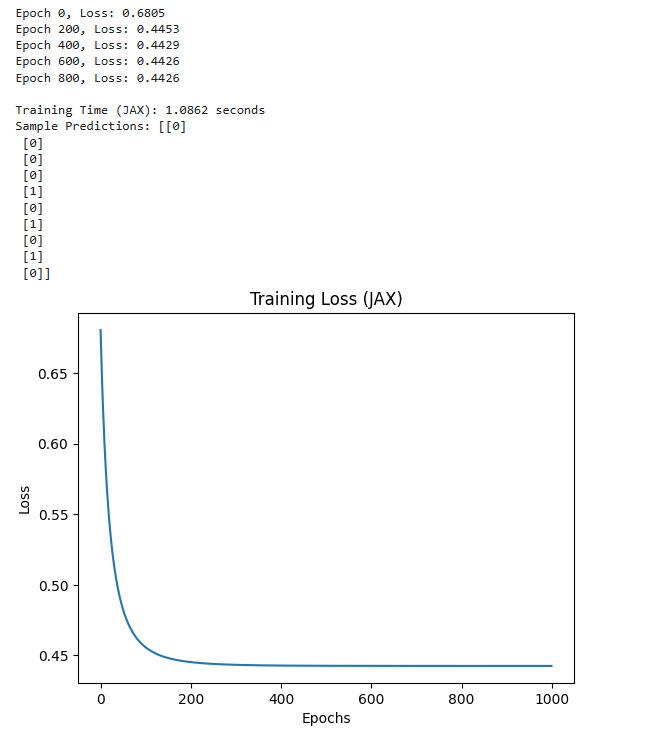 Epoch 0, Loss: 0.6805
Epoch 200, Loss: 0.4453
Epoch 400, Loss: 0.4429
Epoch 600, Loss: 0.4426
Epoch 800, Loss: 0.4426

Training Time (JAX): 1.0862 seconds
Sample Predictions: [[0]
 [0]
 [0]
 [0]
 [1]
 [0]
 [1]
 [0]
 [1]
 [0]]
Training Loss (JAX)
0.65
0.60
0.55
0.50
0.45
Loss
0 200 400 600 800 1000
Epochs